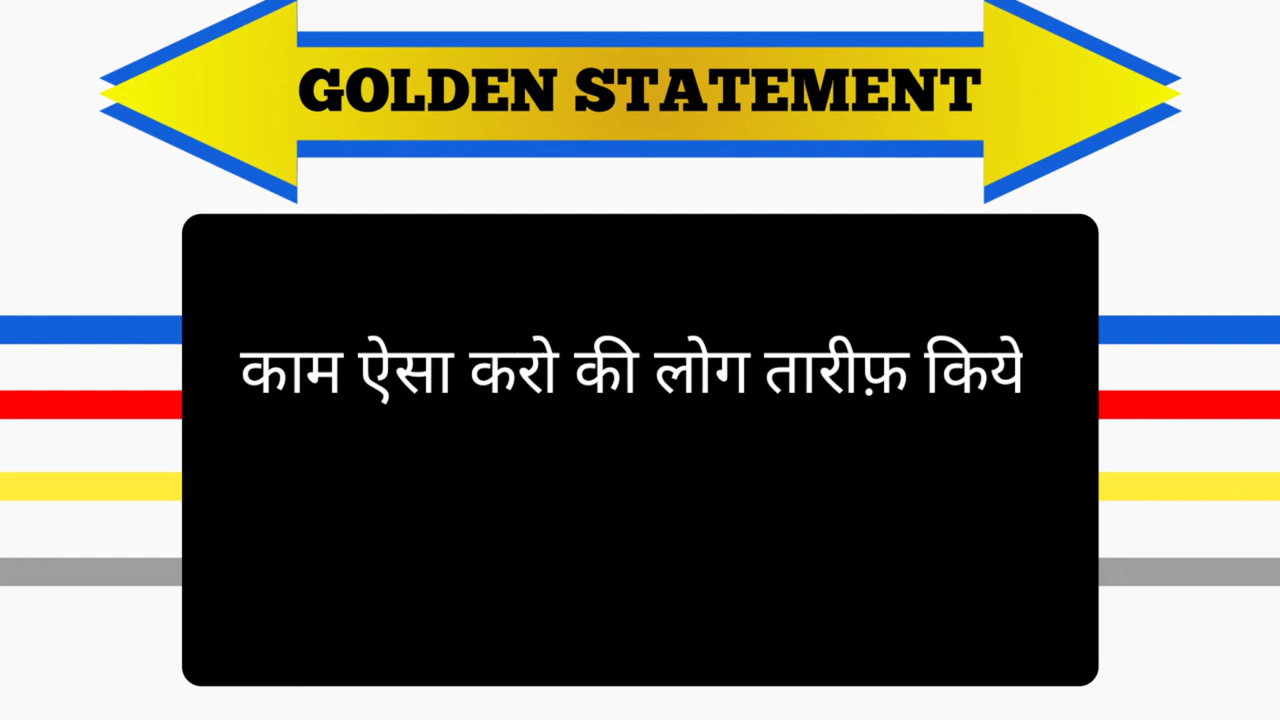 GOLDEN STATEMENT
काम ऐसा करो की लोग तारीफ़ किये